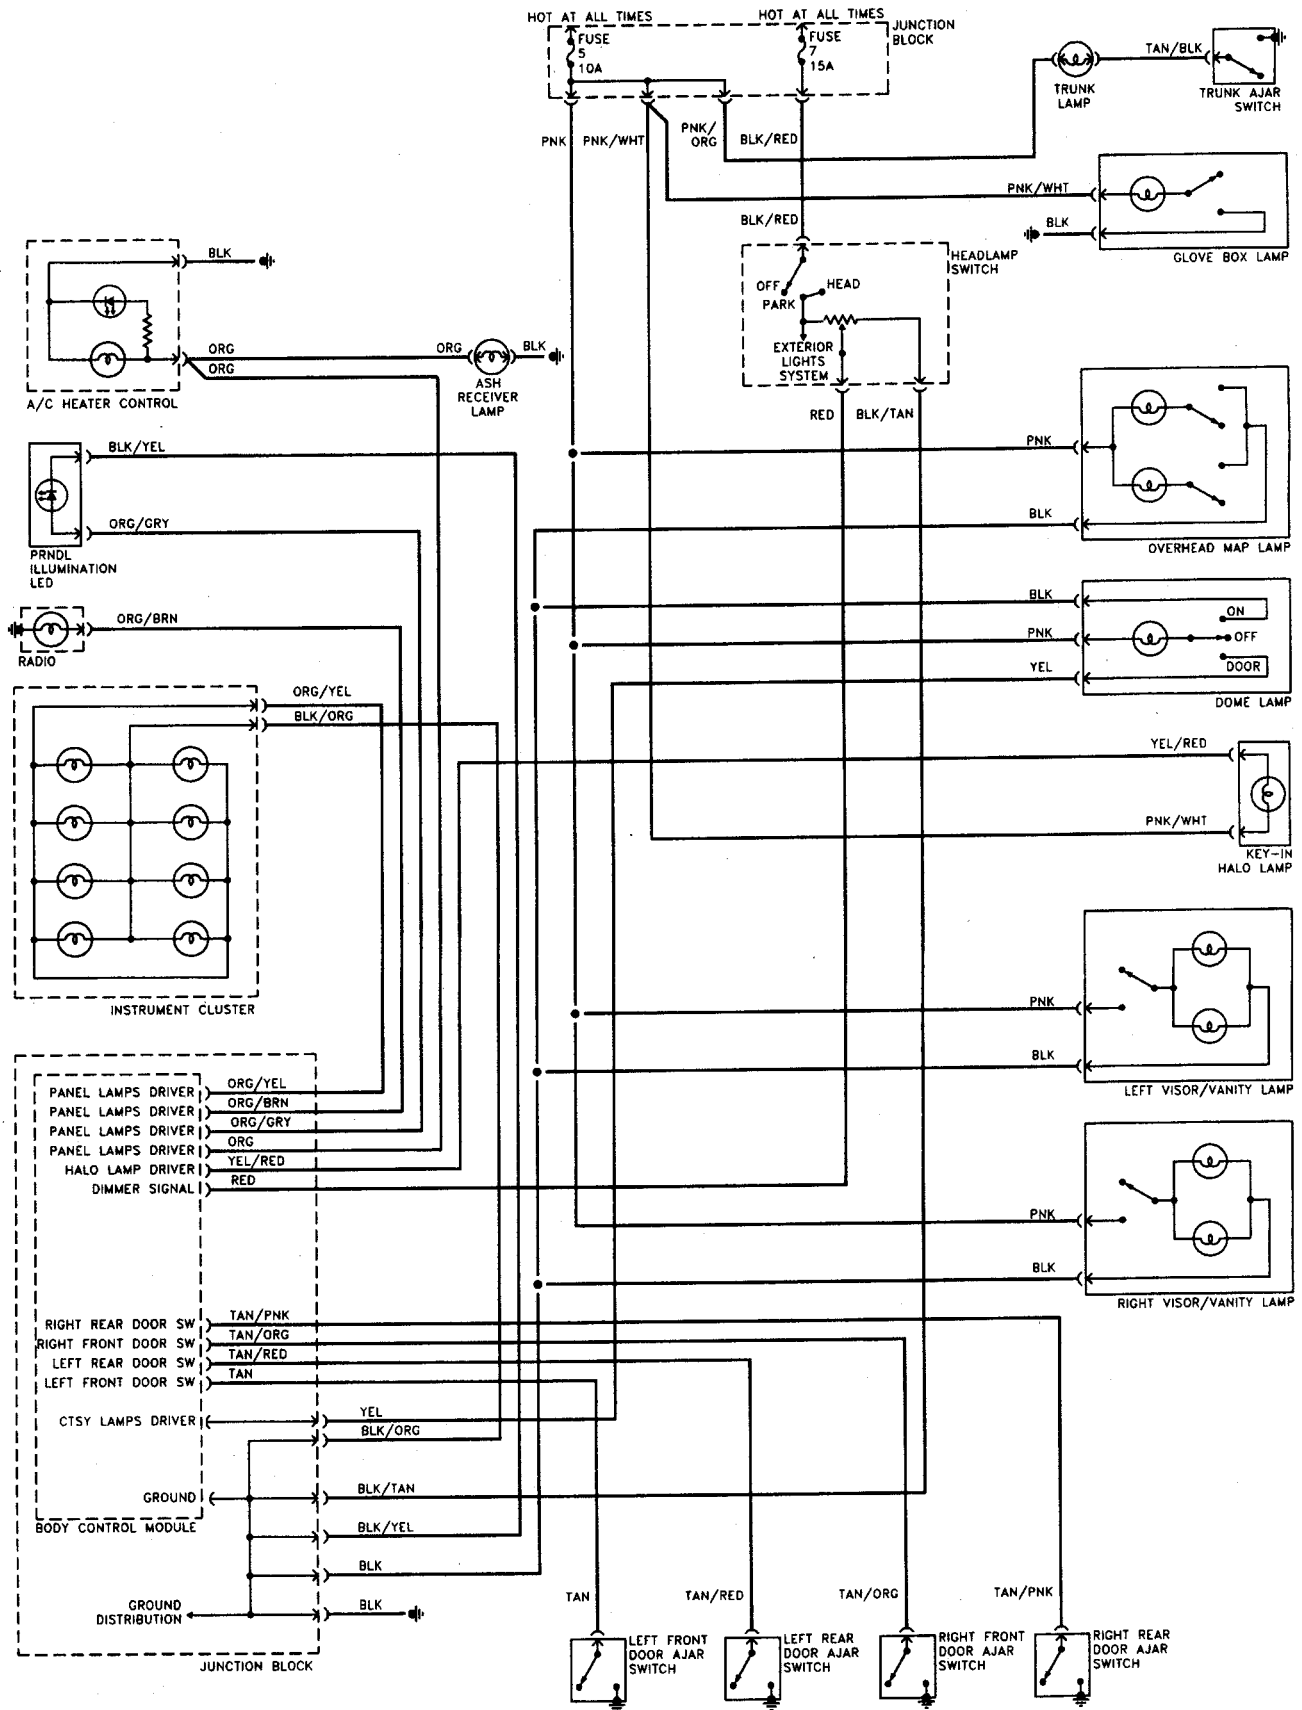 HOT AT ALL TIMES
HOT AT ALL TIMES
JUNCTION
BLOCK
FUSE
5
10A
FUSE
7
15A
PNK
PNK/WHT
PNK/
ORG
BLK/RED
TAN/BLK
TRUNK
LAMP
TRUNK AJAR
SWITCH
PNK/WHT
BLK
GLOVE BOX LAMP
BLK/RED
HEADLAMP
SWITCH
OFF
PARK
HEAD
EXTERIOR
LIGHTS
SYSTEM
RED
BLK/TAN
BLK
ORG
ORG
A/C HEATER CONTROL
ORG
BLK
ASH
RECEIVER
LAMP
BLK/YEL
ORG/GRY
PRNDL
ILLUMINATION
LED
ORG/BRN
RADIO
ORG/YEL
BLK/ORG
INSTRUMENT CLUSTER
PNK
BLK
OVERHEAD MAP LAMP
BLK
PNK
YEL
ON
OFF
DOOR
DOME LAMP
YEL/RED
PNK/WHT
KEY-IN
HALO LAMP
PNK
BLK
LEFT VISOR/VANITY LAMP
PNK
BLK
RIGHT VISOR/VANITY LAMP
PANEL LAMPS DRIVER ORG/YEL
PANEL LAMPS DRIVER ORG/BRN
PANEL LAMPS DRIVER ORG/GRY
PANEL LAMPS DRIVER ORG
HALO LAMP DRIVER YEL/RED
DIMMER SIGNAL RED
RIGHT REAR DOOR SW TAN/PNK
RIGHT FRONT DOOR SW TAN/ORG
LEFT REAR DOOR SW TAN/RED
LEFT FRONT DOOR SW TAN
CTSY LAMPS DRIVER YEL
BLK/ORG
GROUND BLK/TAN
BODY CONTROL MODULE
BLK/YEL
BLK
GROUND
DISTRIBUTION
BLK
JUNCTION BLOCK
TAN
TAN/RED
TAN/ORG
TAN/PNK
LEFT FRONT
DOOR AJAR
SWITCH
LEFT REAR
DOOR AJAR
SWITCH
RIGHT FRONT
DOOR AJAR
SWITCH
RIGHT REAR
DOOR AJAR
SWITCH